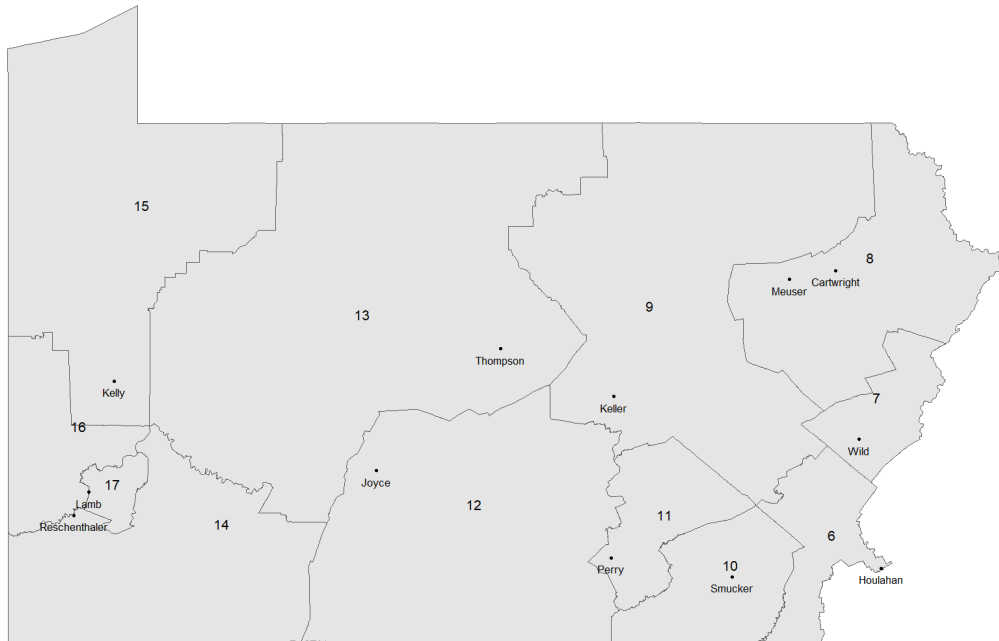 15
8
Cartwright
Meuser
9
13
Thompson
Kelly
Keller
7
16
Wild
Joyce
17
Lamb
12
11
14
Reschenthaler
6
10
Perry
Smucker
Houlahan